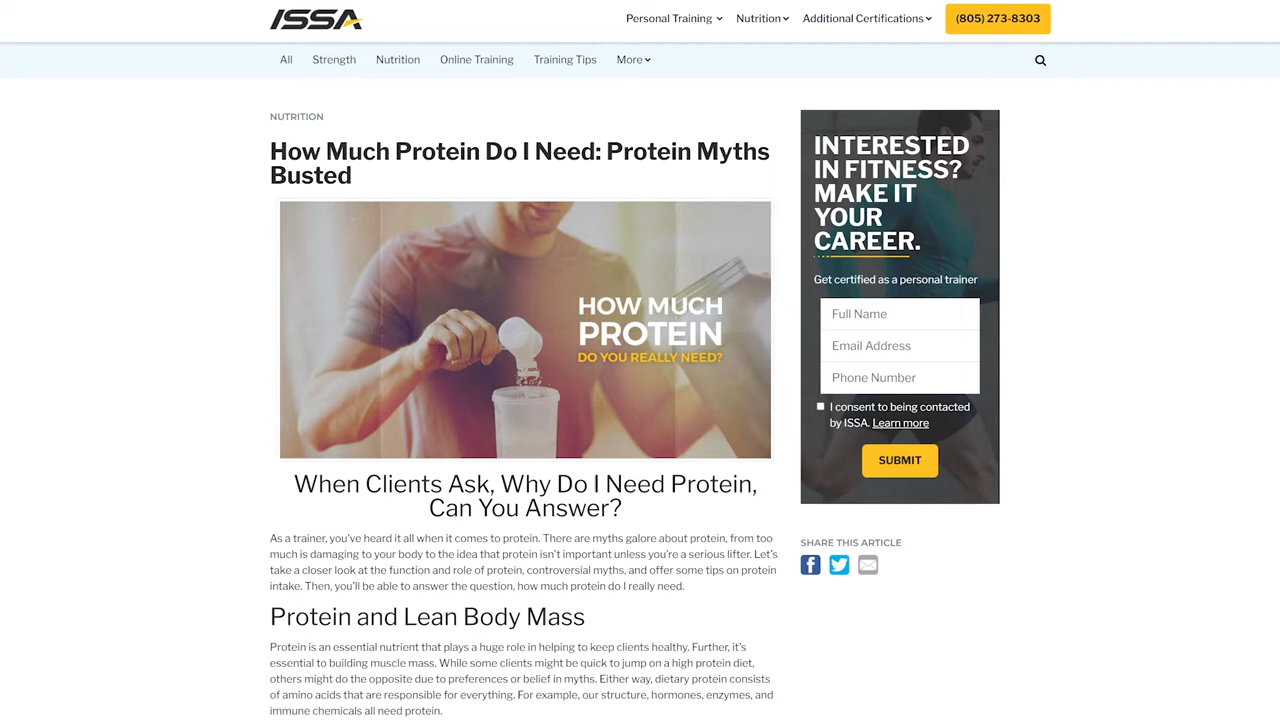 ISSA
Personal Training
Nutrition
Additional Certifications
(805) 273-8303
All
Strength
Nutrition
Online Training
Training Tips
More
NUTRITION
How Much Protein Do I Need: Protein Myths
Busted
HOW MUCH
PROTEIN
DO YOU REALLY NEED?
When Clients Ask, Why Do I Need Protein,
Can You Answer?
As a trainer, you've heard it all when it comes to protein. There are myths galore about protein, from too
much is damaging to your body to the idea that protein isn't important unless you're a serious lifter. Let's
take a closer look at the function and role of protein, controversial myths, and offer some tips on protein
intake. Then, you'll be able to answer the question, how much protein do I really need.
Protein and Lean Body Mass
Protein is an essential nutrient that plays a huge role in helping to keep clients healthy. Further, it's
essential to building muscle mass. While some clients might be quick to jump on a high protein diet,
others might do the opposite due to preferences or belief in myths. Either way, dietary protein consists
of amino acids that are responsible for everything. For example, our structure, hormones, enzymes, and
immune chemicals all need protein.
INTERESTED
IN FITNESS?
MAKE IT
YOUR
CAREER.
Get certified as a personal trainer
Full Name
Email Address
Phone Number
I consent to being contacted
by ISSA. Learn more
SUBMIT
SHARE THIS ARTICLE